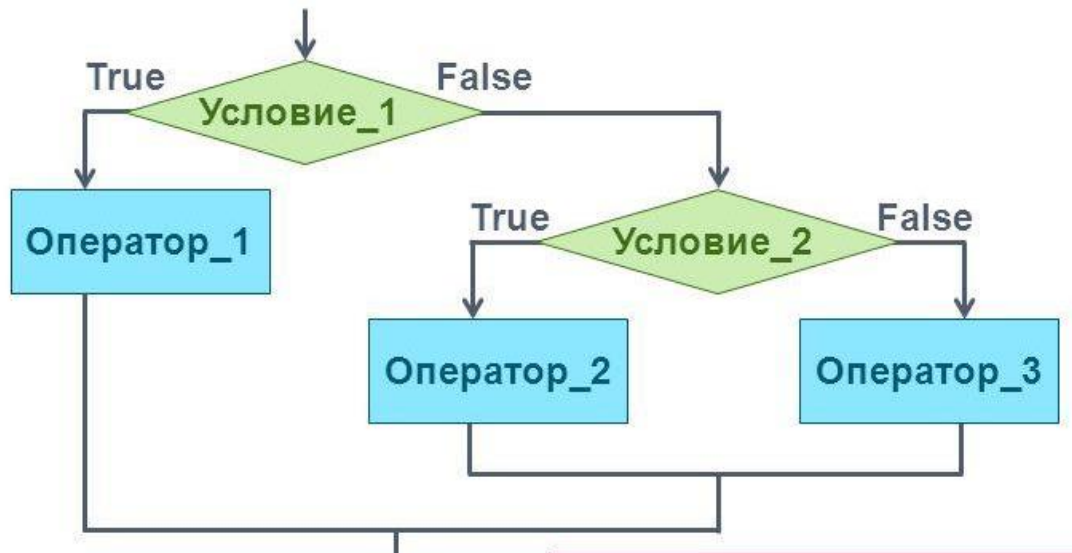 True
False
Условие_1
Оператор_1
True
False
Условие_2
Оператор_2
Оператор_3